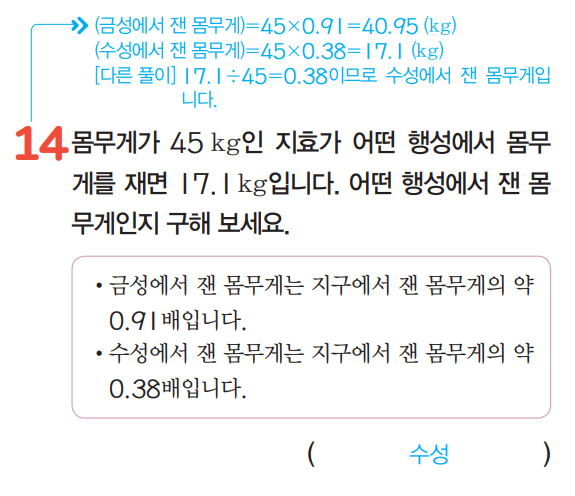 (금성에서 잰 몸무게)=45×0.91=40.95 (kg)
(수성에서 잰 몸무게)=45×0.38=17.1 (kg)
[다른 풀이] 17.1÷45=0.38이므로 수성에서 잰 몸무게입
니다.
14 몸무게가 45 kg인 지효가 어떤 행성에서 몸무
게를 재면 17.1 kg입니다. 어떤 행성에서 잰 몸
무게인지 구해 보세요.
• 금성에서 잰 몸무게는 지구에서 잰 몸무게의 약
0.91배입니다.
• 수성에서 잰 몸무게는 지구에서 잰 몸무게의 약
0.38배입니다.
( 수성 )